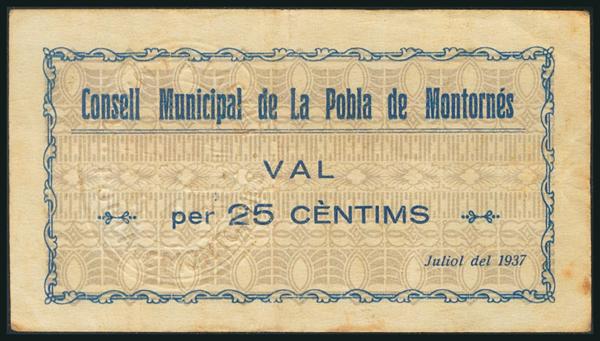 Consell Municipal de La Pobla de Montornés
VAL
per 25 CÈNTIMS
Juliol del 1937